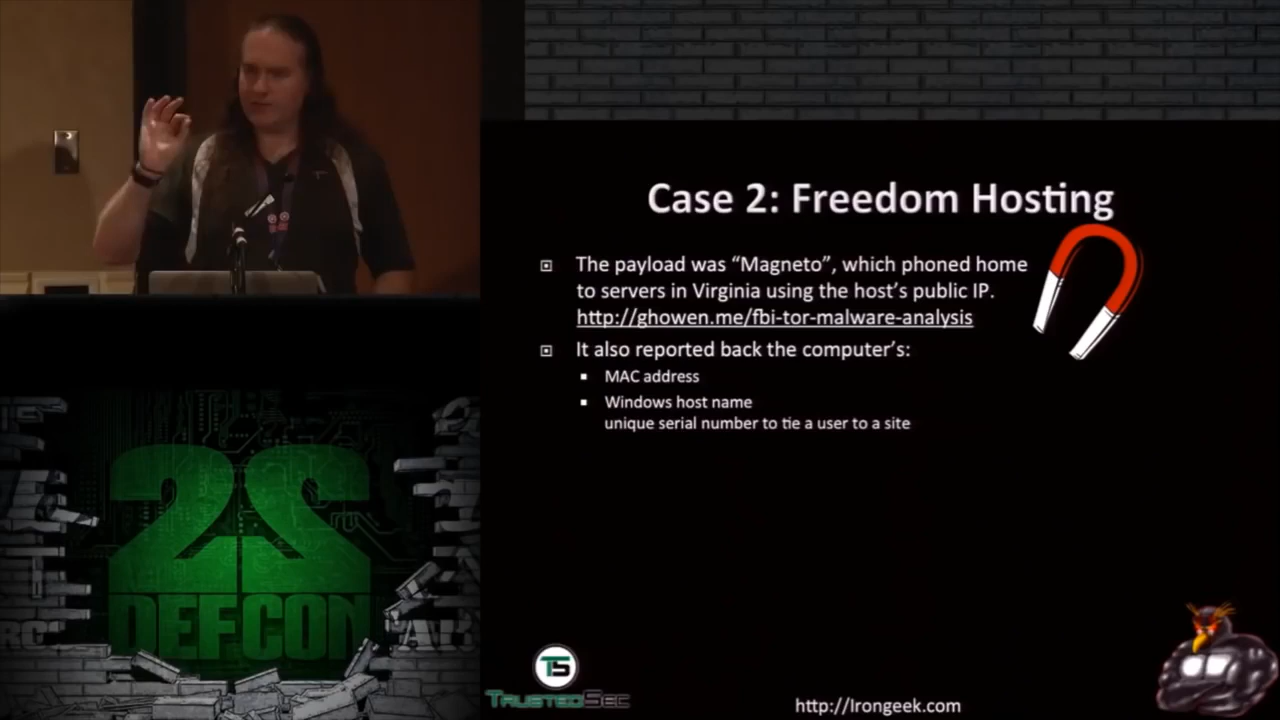 Case 2: Freedom Hosting
The payload was “Magneto”, which phoned home
to servers in Virginia using the host’s public IP.
http://ghowen.me/fbi-tor-malware-analysis
It also reported back the computer’s:
MAC address
Windows host name
unique serial number to tie a user to a site
22
DEFCON
TS
TRUSTEDSEC
http://Irongeek.com